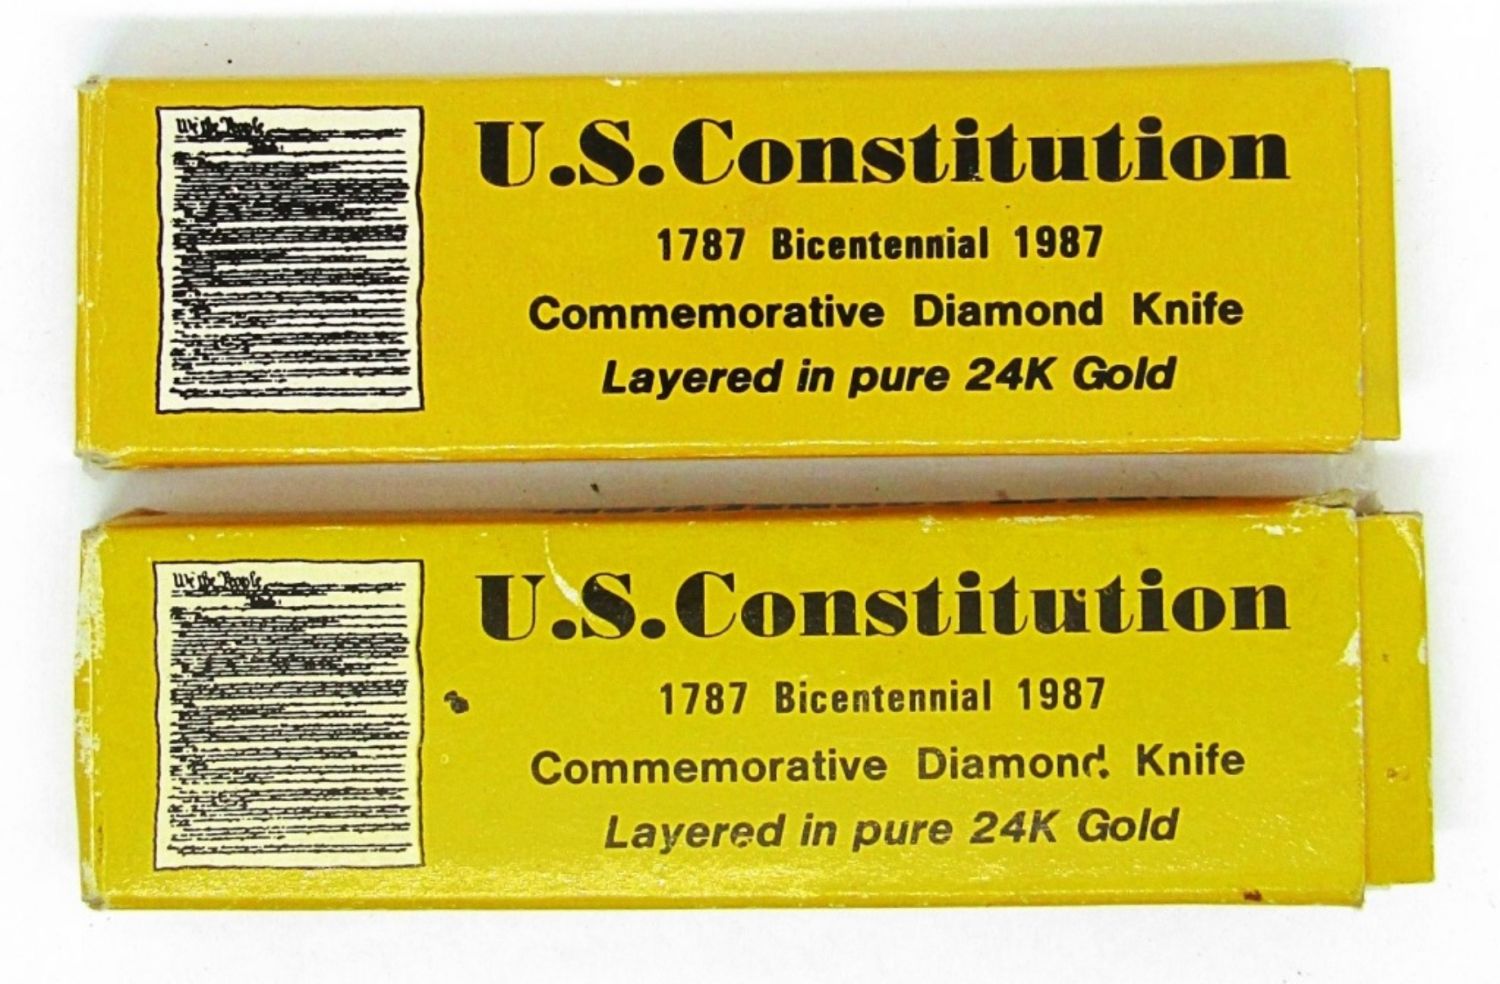 We the People
U.S.Constitution
1787 Bicentennial 1987
Commemorative Diamond Knife
Layered in pure 24K Gold
We the People
U.S.Constitution
1787 Bicentennial 1987
Commemorative Diamond Knife
Layered in pure 24K Gold